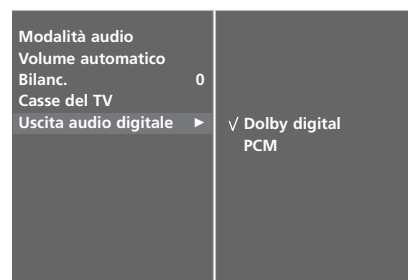 Modalità audio
Volume automatico
Bilanc. 0
Casse del TV
Uscita audio digitale ►
√ Dolby digital
PCM